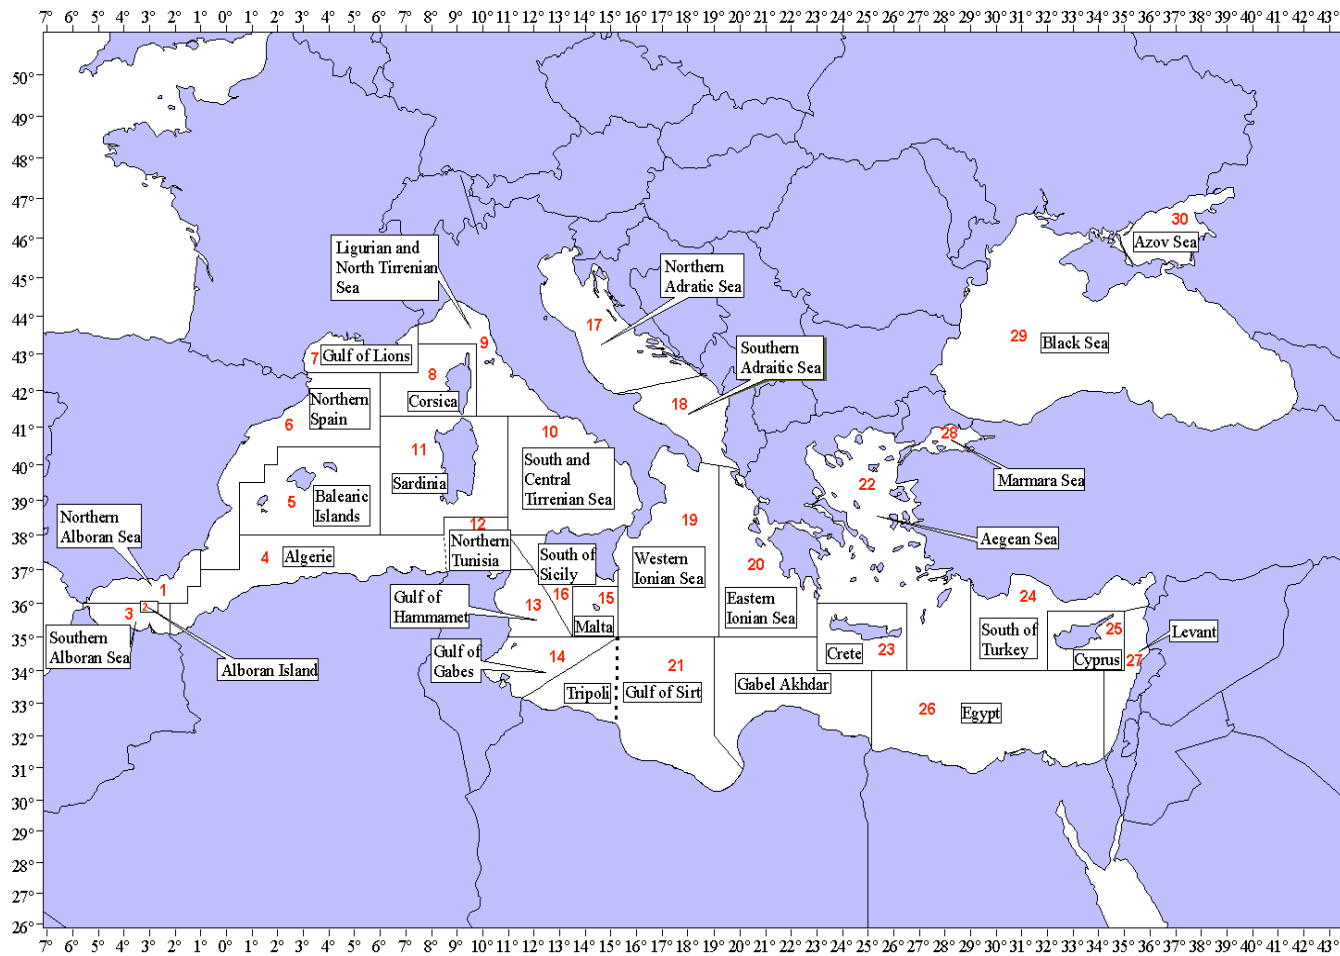 7° 6° 5° 4° 3° 2° 1° 0° 1° 2° 3° 4° 5° 6° 7° 8° 9° 10° 11° 12° 13° 14° 15° 16° 17° 18° 19° 20° 21° 22° 23° 24° 25° 26° 27° 28° 29° 30° 31° 32° 33° 34° 35° 36° 37° 38° 39° 40° 41° 42° 43°
50°
49°
48°
47°
46°
45°
44°
43°
42°
41°
40°
39°
38°
37°
36°
35°
34°
33°
32°
31°
30°
29°
28°
27°
26°
30
Azov Sea
Ligurian and
North Tirrenian
Sea
Northern
Adratic Sea
17
9
29
Black Sea
7
Gulf of Lions
Southern
Adraitic Sea
8
Corsica
Northern
Spain
18
6
10
28
11
Sardinia
South and
Central
Tirrenian Sea
Marmara Sea
22
5
Balearic
Islands
Northern
Alboran Sea
12
19
Aegean Sea
Northern
Tunisia
South of
Sicily
4
Algerie
Western
Ionian Sea
20
1
2
3
Gulf of
Hammamet
13
16
15
Malta
Eastern
Ionian Sea
24
25
South of
Turkey
Levant
Southern
Alboran Sea
Alboran Island
Gulf of
Gabes
14
21
Crete
23
Cyprus
27
Tripoli
Gulf of Sirt
Gabel Akhdar
26
Egypt
7° 6° 5° 4° 3° 2° 1° 0° 1° 2° 3° 4° 5° 6° 7° 8° 9° 10° 11° 12° 13° 14° 15° 16° 17° 18° 19° 20° 21° 22° 23° 24° 25° 26° 27° 28° 29° 30° 31° 32° 33° 34° 35° 36° 37° 38° 39° 40° 41° 42° 43°